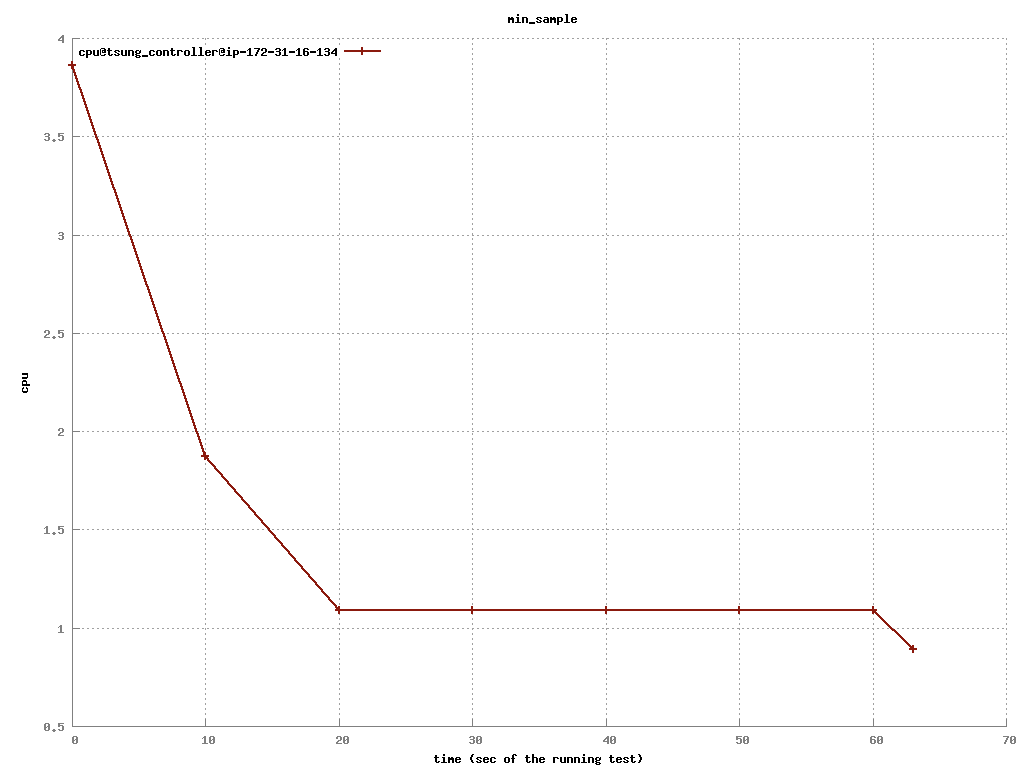 min_sample
4
cpu@tsung_controller@ip-172-31-16-134
3.5
3
2.5
cpu
2
1.5
1
0.5
0 10 20 30 40 50 60 70
time (sec of the running test)